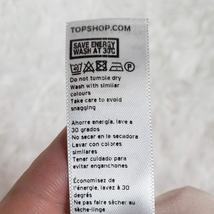 TOPSHOP.COM
SAVE ENERGY
WASH AT 30°C
Do not tumble dry
Wash with similar
colours
Take care to avoid
snagging
Ahorre energía, lave a
30 grados
No secar en la secadora
Lavar con colores
similares
Tener cuidado para
evitar enganches
Économisez de
l'énergie, lavez à 30
degrés
Ne pas faire sécher au
sèche-linge